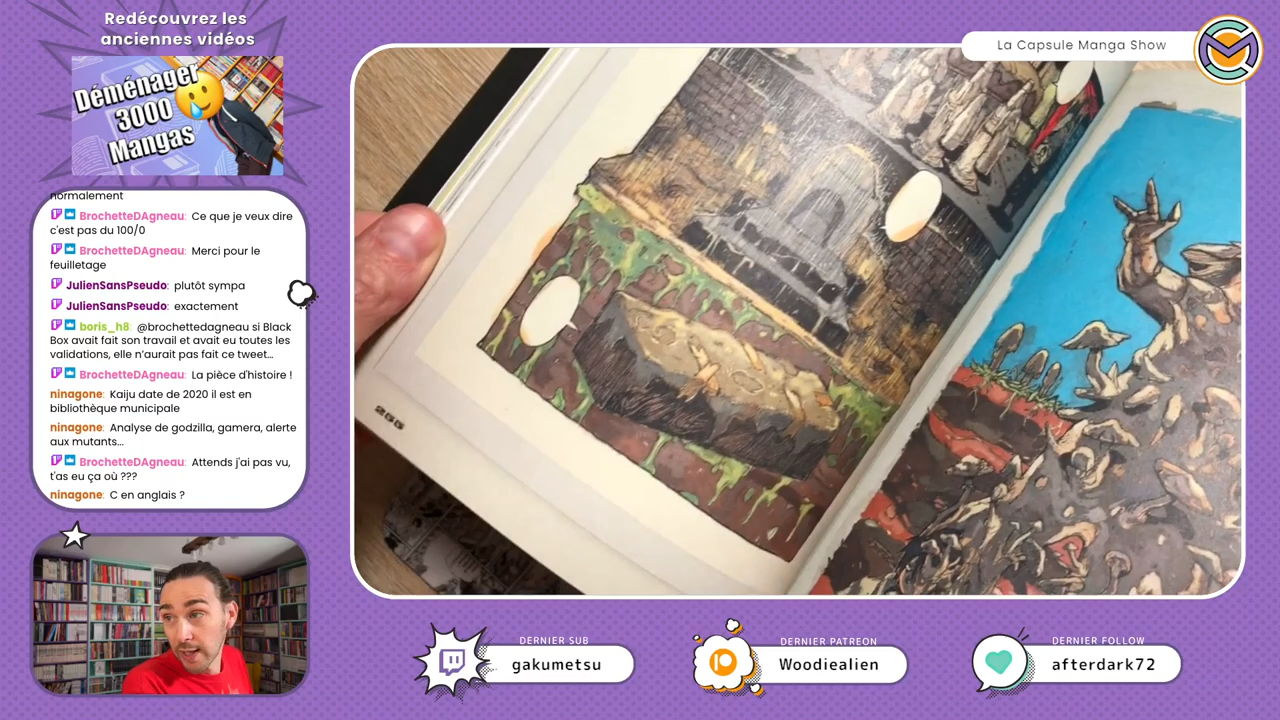 Redécouvrez les
anciennes vidéos
Déménager
3000
Mangas
La Capsule Manga Show
normalement
BrochetteDAgneau: Ce que je veux dire
c'est pas du 100/0
BrochetteDAgneau: Merci pour le
feuilletage
JulienSansPseudo: plutôt sympa
JulienSansPseudo: exactement
boris_h8: @brochettedagneau si Black
Box avait fait son travail et avait eu toutes les
validations, elle n'aurait pas fait ce tweet…
BrochetteDAgneau: La pièce d'histoire !
ninagone: Kaiju date de 2020 il est en
bibliothèque municipale
ninagone: Analyse de godzilla, gamera, alerte
aux mutants...
BrochetteDAgneau: Attends j'ai pas vu,
t'as eu ça où ???
ninagone: C en anglais ?
DERNIER SUB
gakumetsu
DERNIER PATREON
Woodiealien
DERNIER FOLLOW
afterdark72